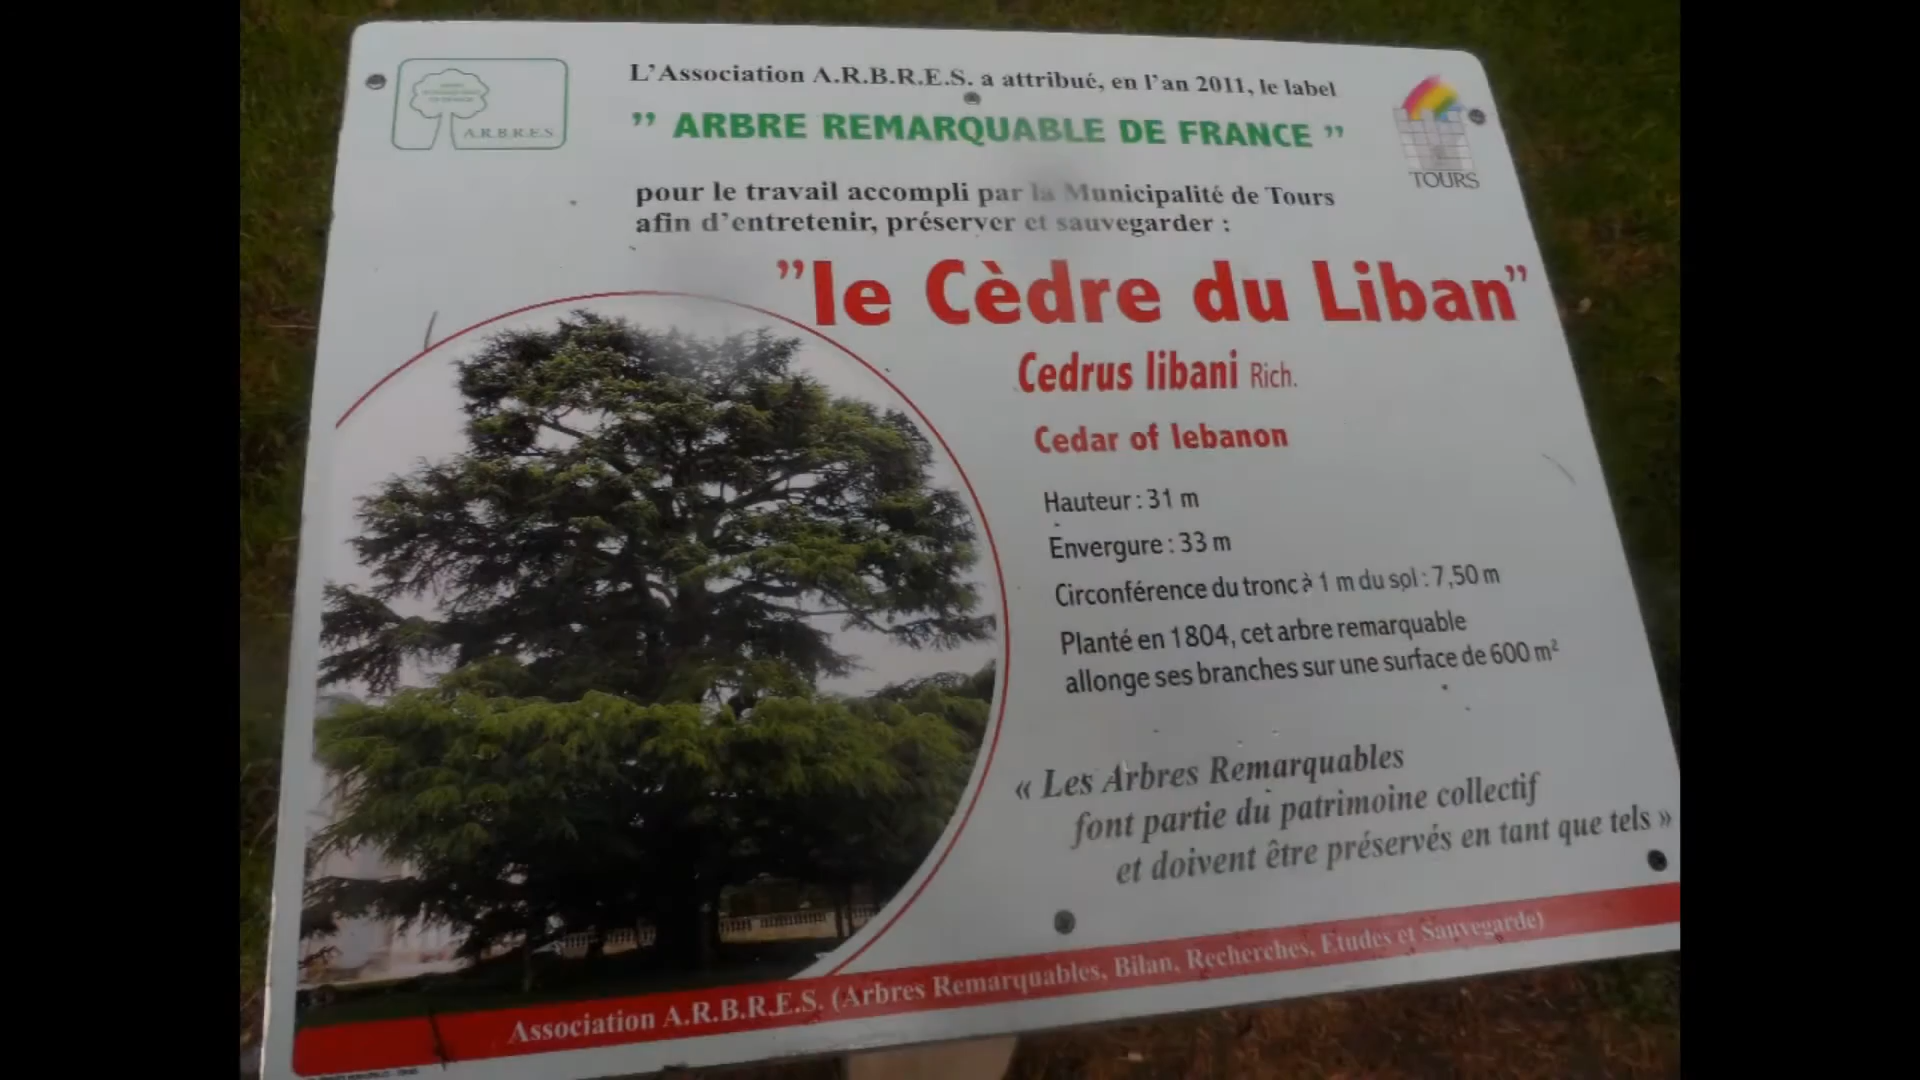 A.R.B.R.E.S.
L'Association A.R.B.R.E.S. a attribué, en l'an 2011, le label
” ARBRE REMARQUABLE DE FRANCE ”
TOURS
pour le travail accompli par la Municipalité de Tours
afin d'entretenir, préserver et sauvegarder :
”le Cèdre du Liban”
Cedrus libani Rich.
Cedar of lebanon
Hauteur : 31 m
Envergure : 33 m
Circonférence du tronc à 1 m du sol : 7,50 m
Planté en 1804, cet arbre remarquable
allonge ses branches sur une surface de 600 m²
« Les Arbres Remarquables
font partie du patrimoine collectif
et doivent être préservés en tant que tels »
Association A.R.B.R.E.S. (Arbres Remarquables, Bilan, Recherches, Etudes et Sauvegarde)